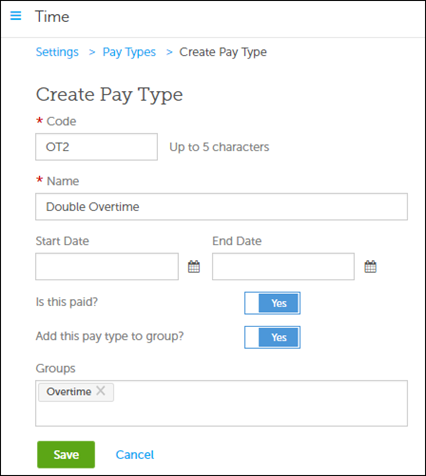 Time
Settings > Pay Types > Create Pay Type
Create Pay Type
* Code
OT2 Up to 5 characters
* Name
Double Overtime
Start Date End Date
Is this paid? Yes
Add this pay type to group? Yes
Groups
Overtime X
Save Cancel